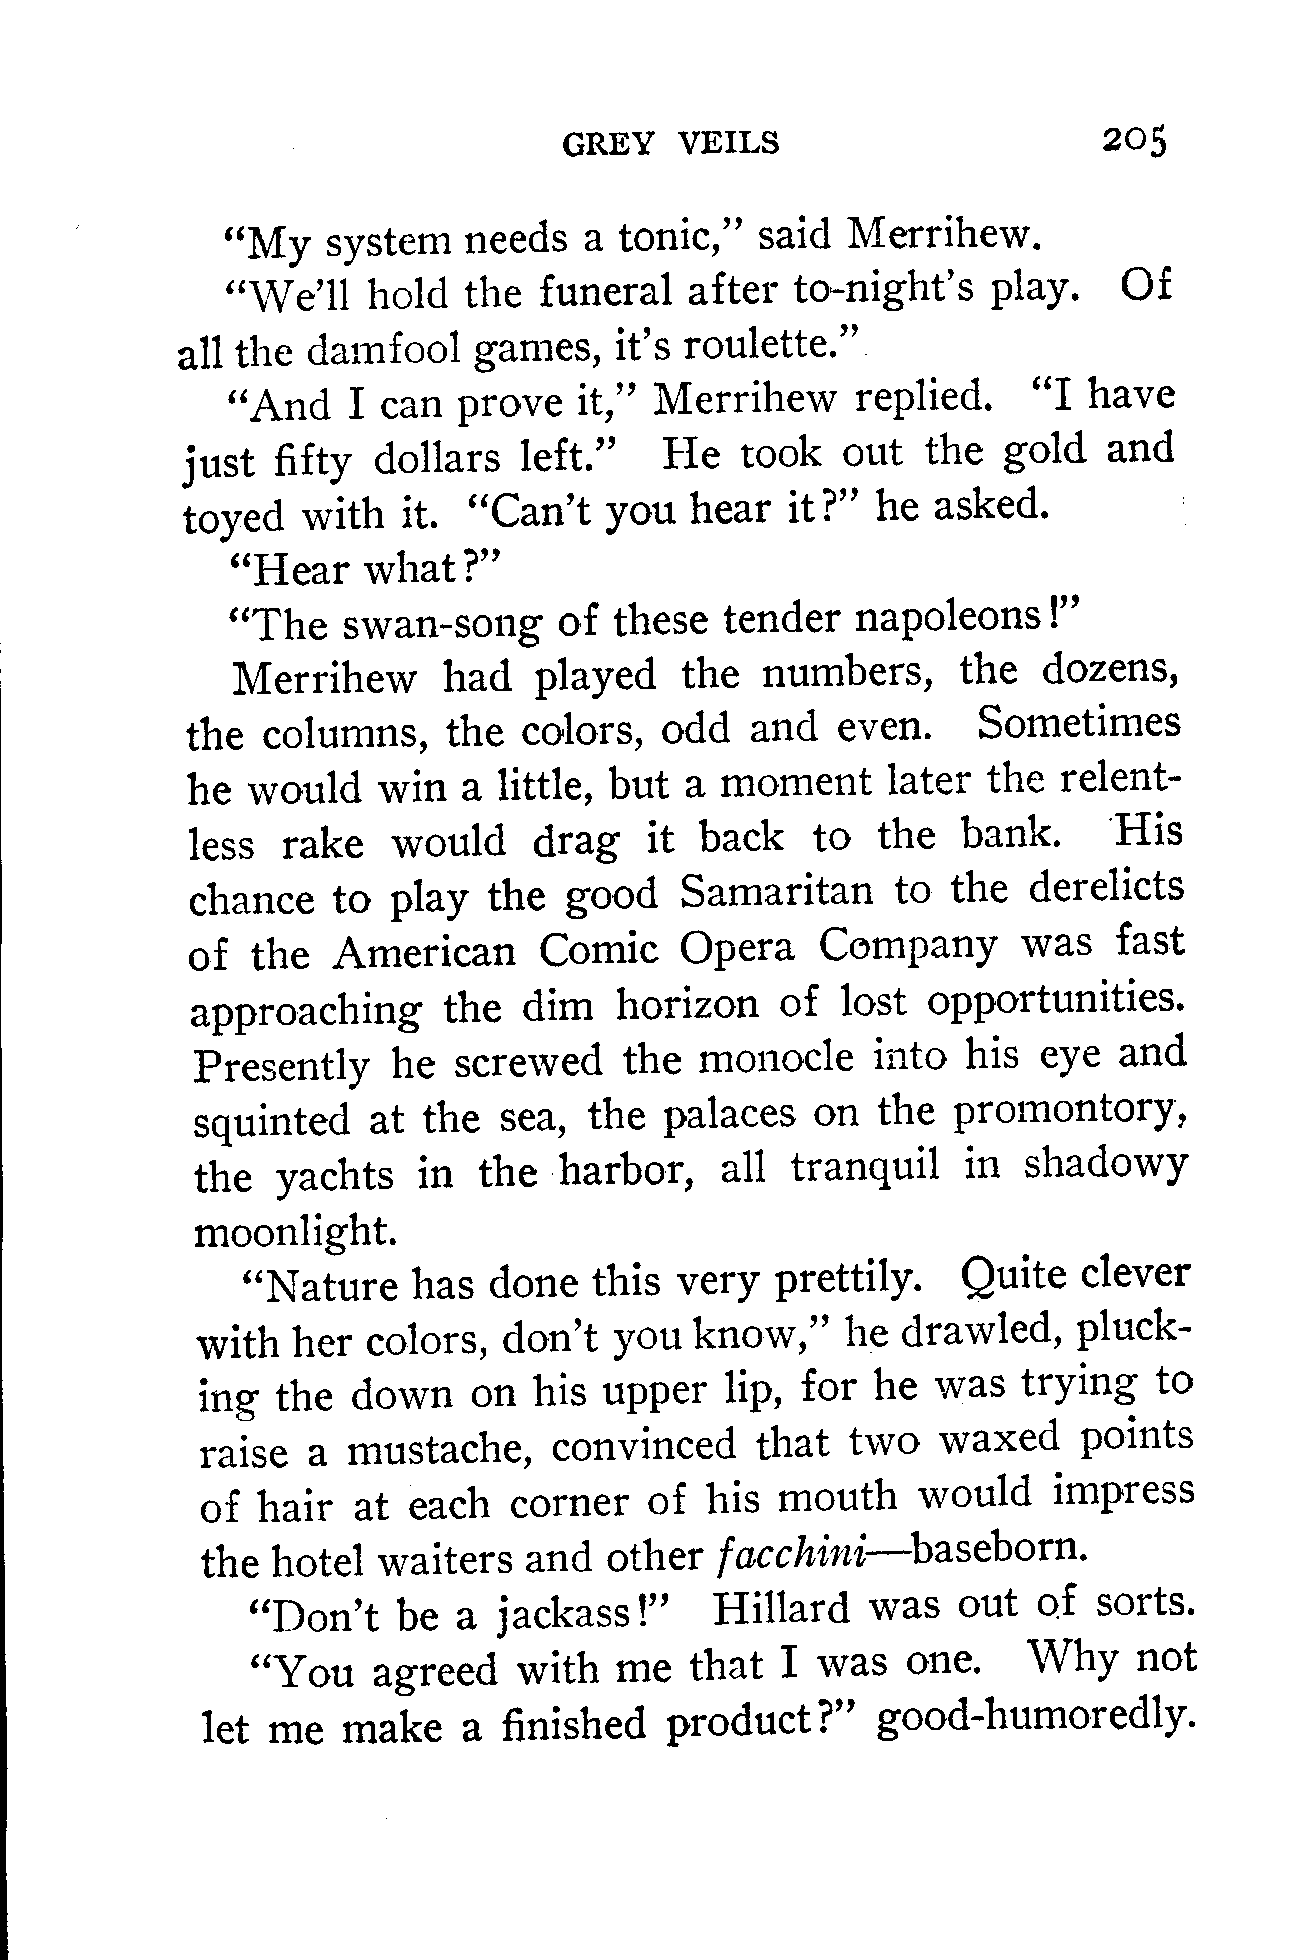 GREY VEILS 205
“My system needs a tonic,” said Merrihew.
“We’ll hold the funeral after to-night’s play. Of
all the damfool games, it’s roulette.”
“And I can prove it,” Merrihew replied. “I have
just fifty dollars left.” He took out the gold and
toyed with it. “Can’t you hear it?” he asked.
“Hear what?”
“The swan-song of these tender napoleons!”
Merrihew had played the numbers, the dozens,
the columns, the colors, odd and even. Sometimes
he would win a little, but a moment later the relent-
less rake would drag it back to the bank. His
chance to play the good Samaritan to the derelicts
of the American Comic Opera Company was fast
approaching the dim horizon of lost opportunities.
Presently he screwed the monocle into his eye and
squinted at the sea, the palaces on the promontory,
the yachts in the harbor, all tranquil in shadowy
moonlight.
“Nature has done this very prettily. Quite clever
with her colors, don’t you know,” he drawled, pluck-
ing the down on his upper lip, for he was trying to
raise a mustache, convinced that two waxed points
of hair at each corner of his mouth would impress
the hotel waiters and other facchini—baseborn.
“Don’t be a jackass!” Hillard was out of sorts.
“You agreed with me that I was one. Why not
let me make a finished product?” good-humoredly.